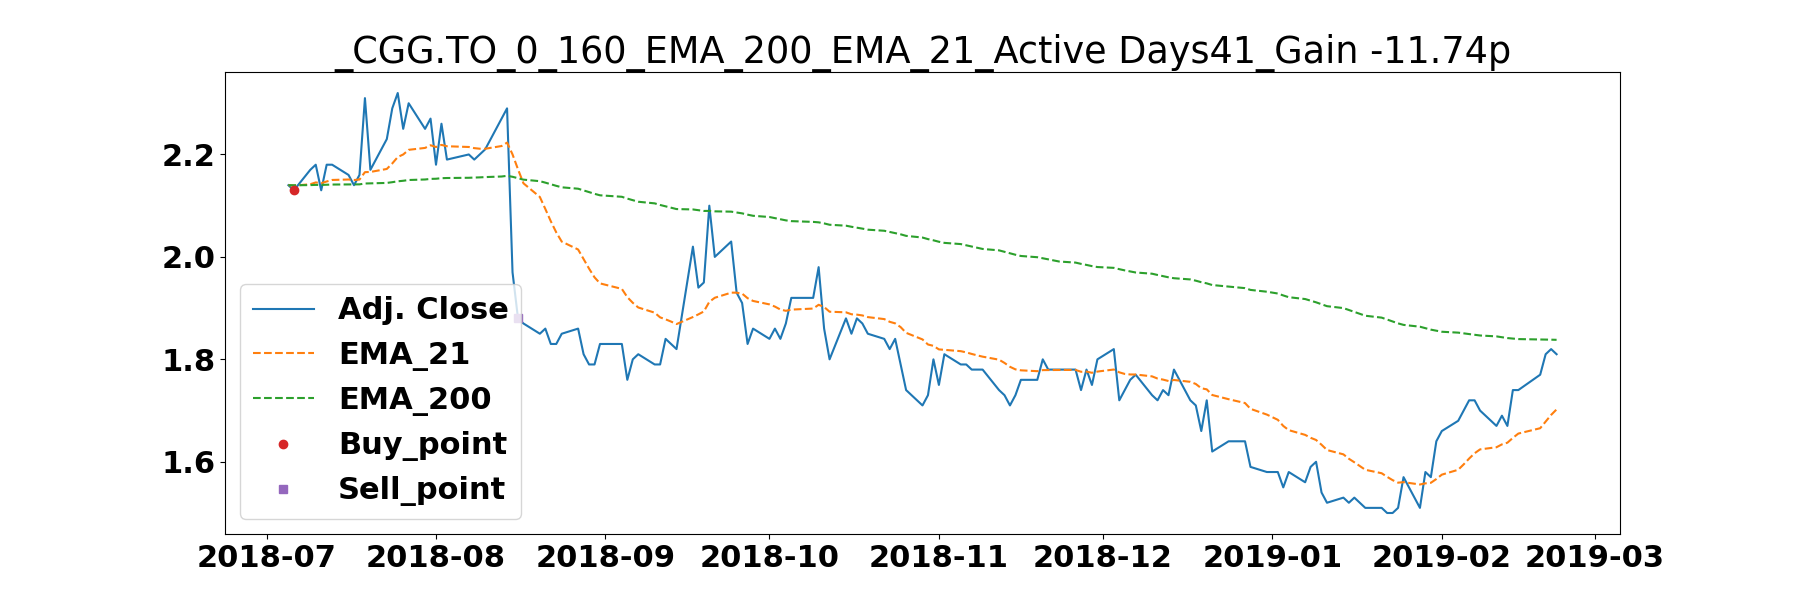 _CGG.TO_0_160_EMA_200_EMA_21_Active Days41_Gain -11.74p
2.2
2.0
1.8
1.6
Adj. Close
EMA_21
EMA_200
Buy_point
Sell_point
2018-07 2018-08 2018-09 2018-10 2018-11 2018-12 2019-01 2019-02 2019-03